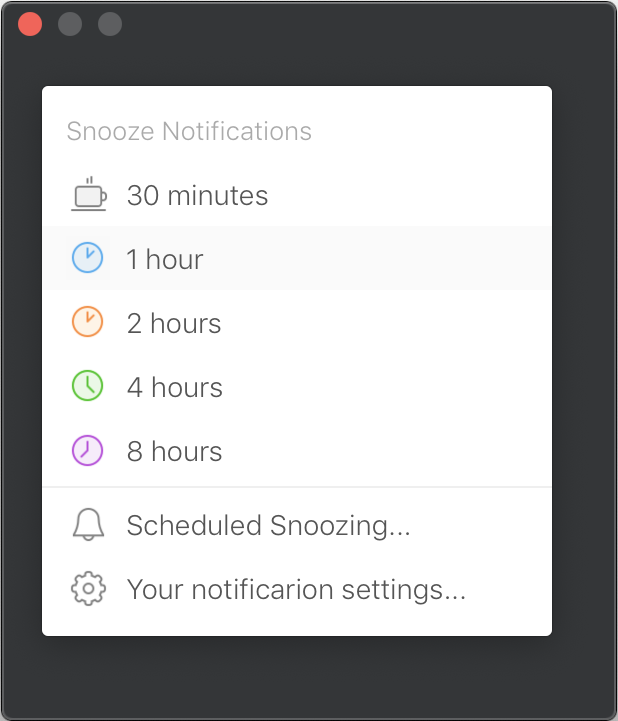 Snooze Notifications
30 minutes
1 hour
2 hours
4 hours
8 hours
Scheduled Snoozing...
Your notificarion settings...